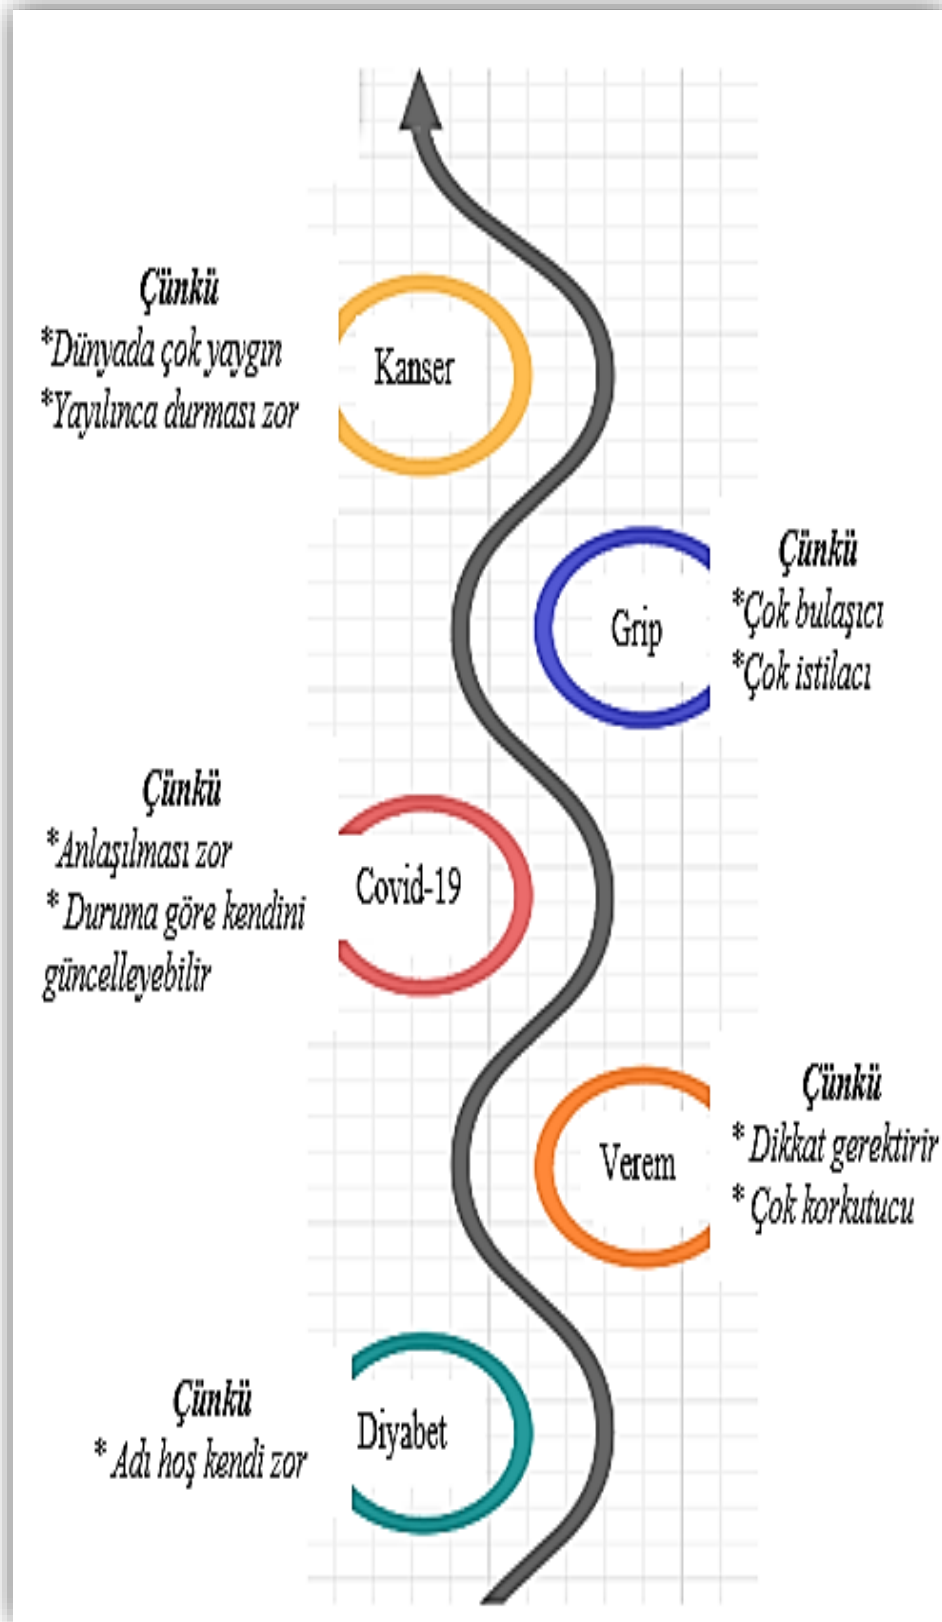 Çünkü
*Dünyada çok yaygın
*Yayılınca durması zor
Kanser
Çünkü
*Çok bulaşıcı
*Çok istilacı
Grip
Çünkü
*Anlaşılması zor
* Duruma göre kendini
güncelleyebilir
Covid-19
Çünkü
* Dikkat gerektirir
* Çok korkutucu
Verem
Çünkü
* Adı hoş kendi zor
Diyabet